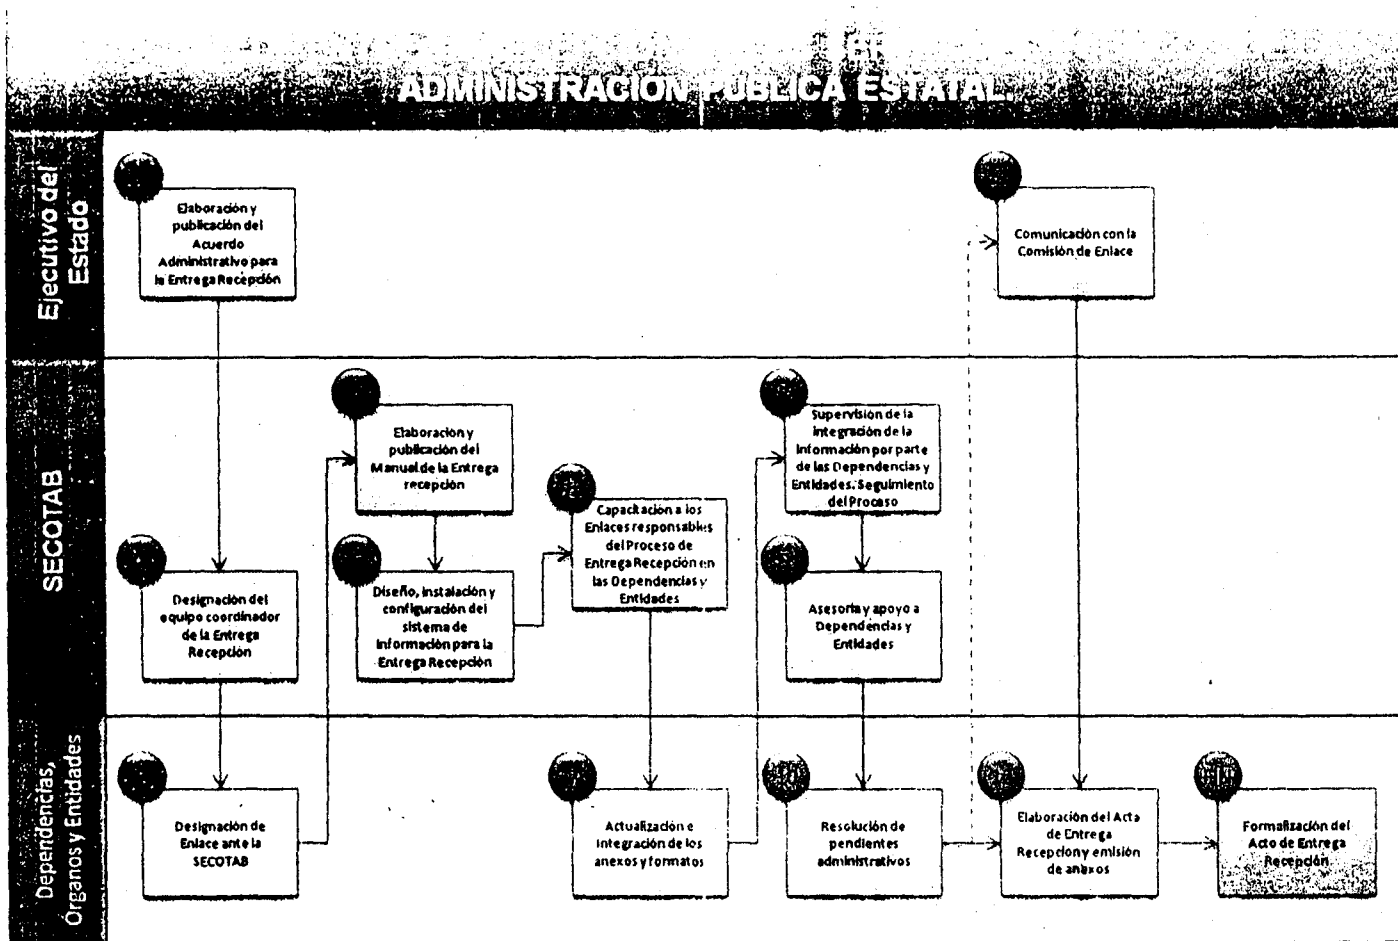 ADMINISTRACION PUBLICA ESTATAL.
Ejecutivo del
Estado
Elaboración y
publicación del
Acuerdo
Administrativo para
la Entrega Recepción
Comunicación con la
Comisión de Enlace
SECOTAB
Designación del
equipo coordinador
de la Entrega
Recepción
Elaboración y
publicación del
Manual de la Entrega
recepción
Diseño, instalación y
configuración del
sistema de
Información para la
Entrega Recepción
Capacitación a los
Enlaces responsables
del Proceso de
Entrega Recepción en
las Dependencias y
Entidades
Supervisión de la
integración de la
Información por parte
de las Dependencias y
Entidades. Seguimiento
del Proceso
Asesoría y apoyo a
Dependencias y
Entidades
Dependencias,
Órganos y Entidades
Designación de
Enlace ante la
SECOTAB
Actualización e
Integración de los
anexos y formatos
Resolución de
pendientes
administrativos
Elaboración del Acta
de Entrega
Recepción y emisión
de anexos
Formalización del
Acto de Entrega
Recepción